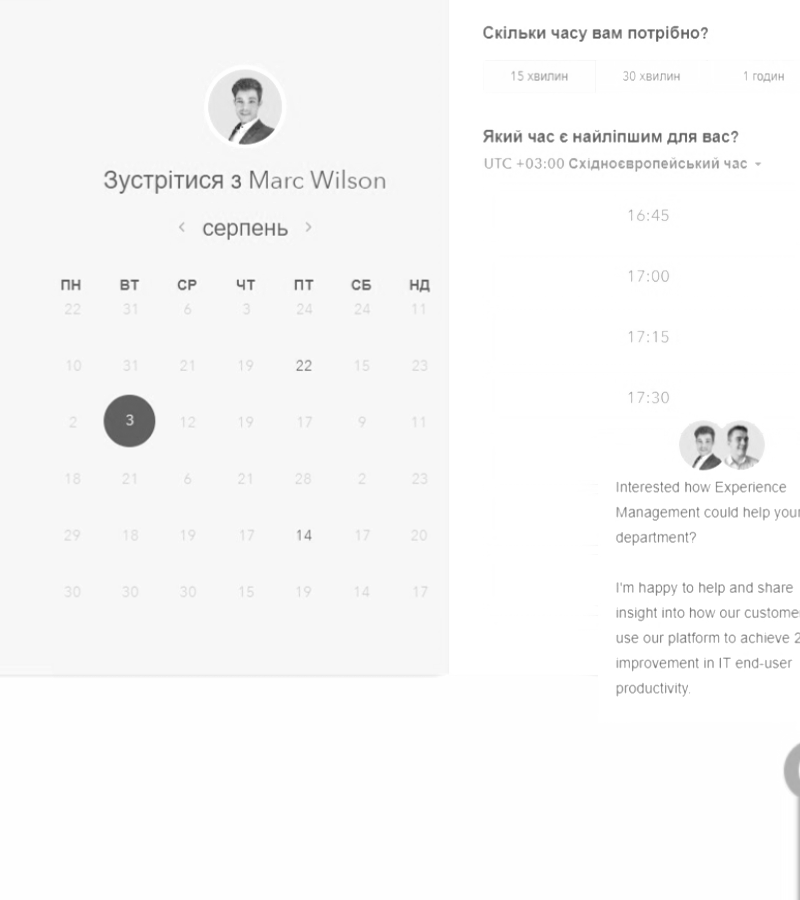 Зустрітися з Marc Wilson
серпень
ПН ВТ СР ЧТ ПТ СБ НД
22 31 6 3 24 24 11
10 31 21 19 22 15 23
2 3 12 19 17 9 11
18 21 6 21 28 2 23
29 18 19 17 14 17 20
30 30 30 15 19 14 17
Скільки часу вам потрібно?
15 хвилин 30 хвилин 1 годин
Який час є найліпшим для вас?
UTC +03:00 Східноєвропейський час
16:45
17:00
17:15
17:30
Interested how Experience
Management could help your
department?
I'm happy to help and share
insight into how our custome
use our platform to achieve 2
improvement in IT end-user
productivity.